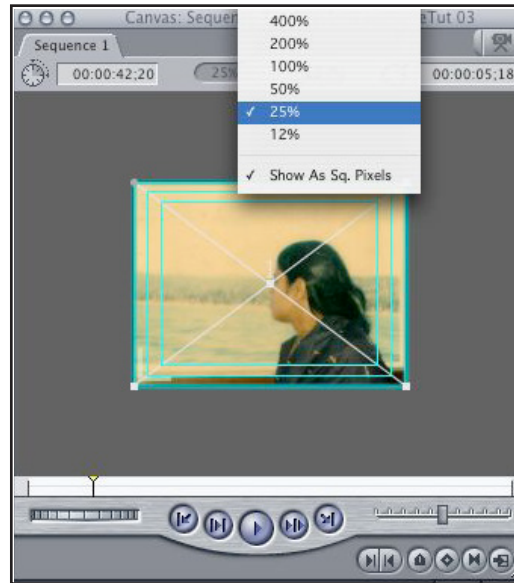 Canvas: Sequen eTut 03
Sequence 1
00:00:42;20 25% 00:00:05;18
400%
200%
100%
50%
✓ 25%
12%
✓ Show As Sq. Pixels